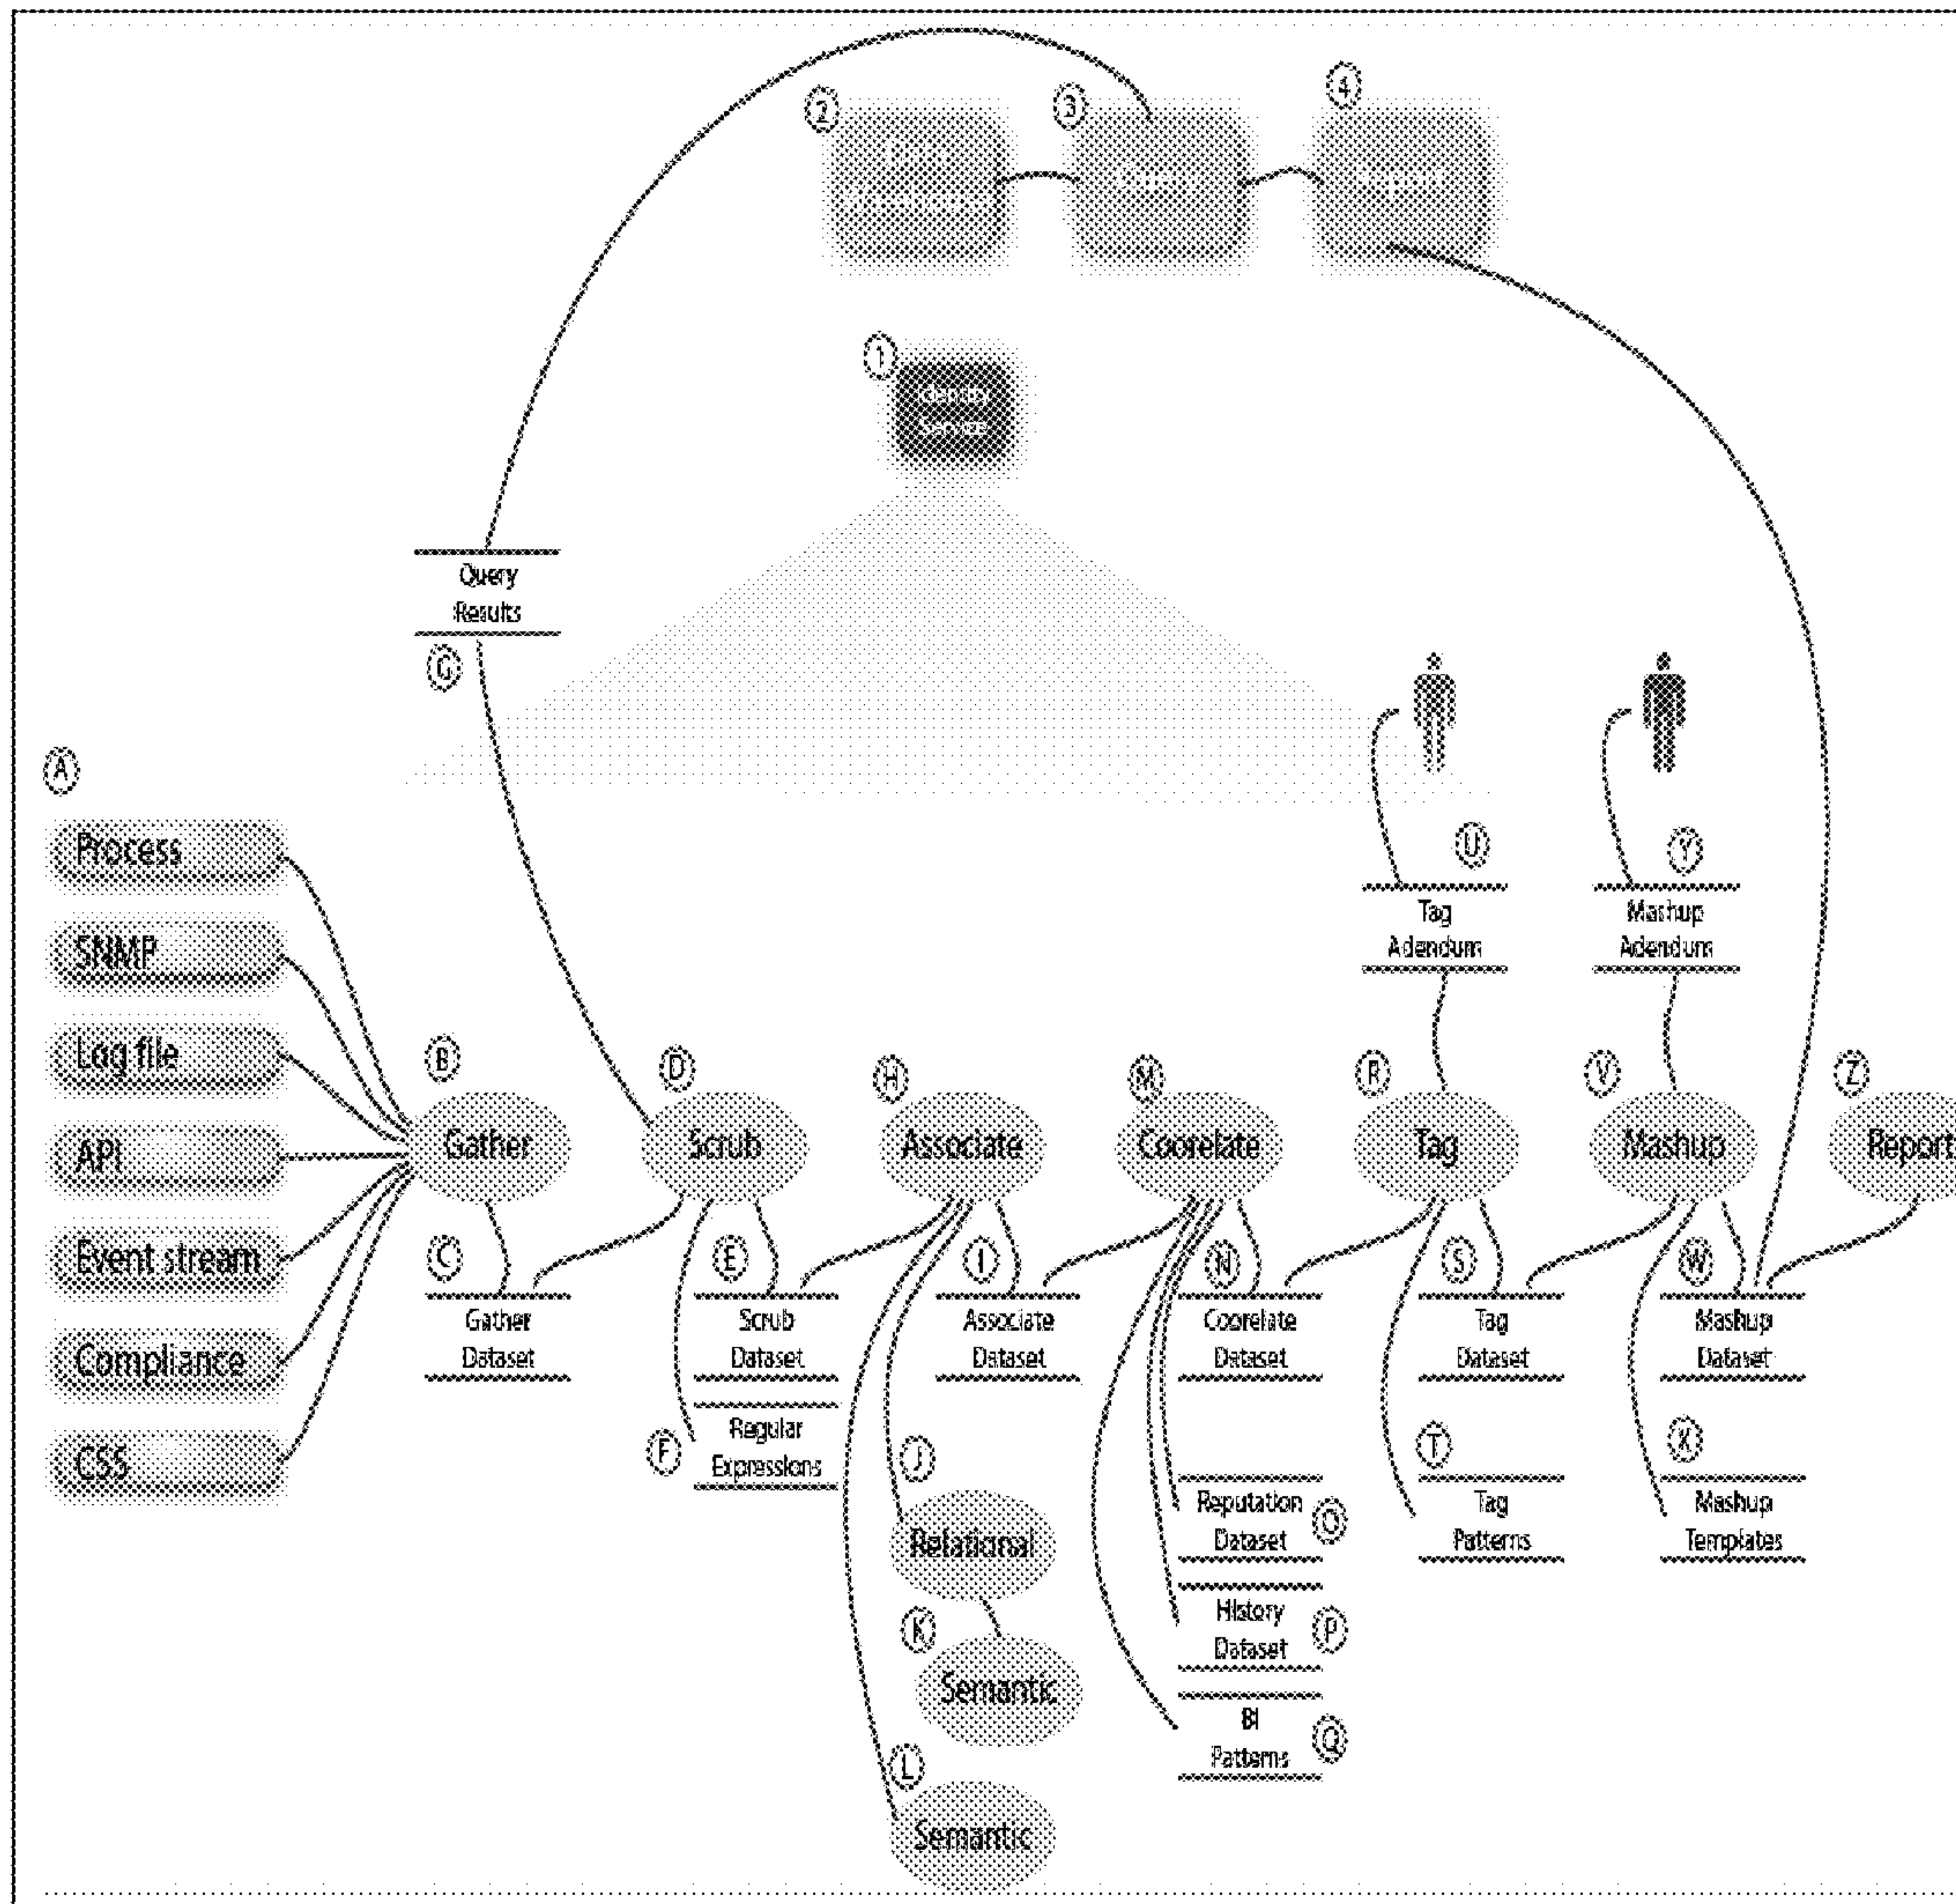 2
3
4
1
Identity
Service
Query
Results
G
A
Process
SNMP
Log file
API
Event stream
Compliance
CSS
U
Y
Tag
Adendum
Mashup
Adendum
B
D
H
M
R
V
Z
Gather
Scrub
Associate
Coorelate
Tag
Mashup
Report
C
E
I
N
S
W
Gather
Dataset
Scrub
Dataset
Associate
Dataset
Coorelate
Dataset
Tag
Dataset
Mashup
Dataset
F
Regular
Expressions
J
Relational
K
Semantic
L
Semantic
Reputation
Dataset
O
History
Dataset
P
BI
Patterns
Q
T
Tag
Patterns
X
Mashup
Templates